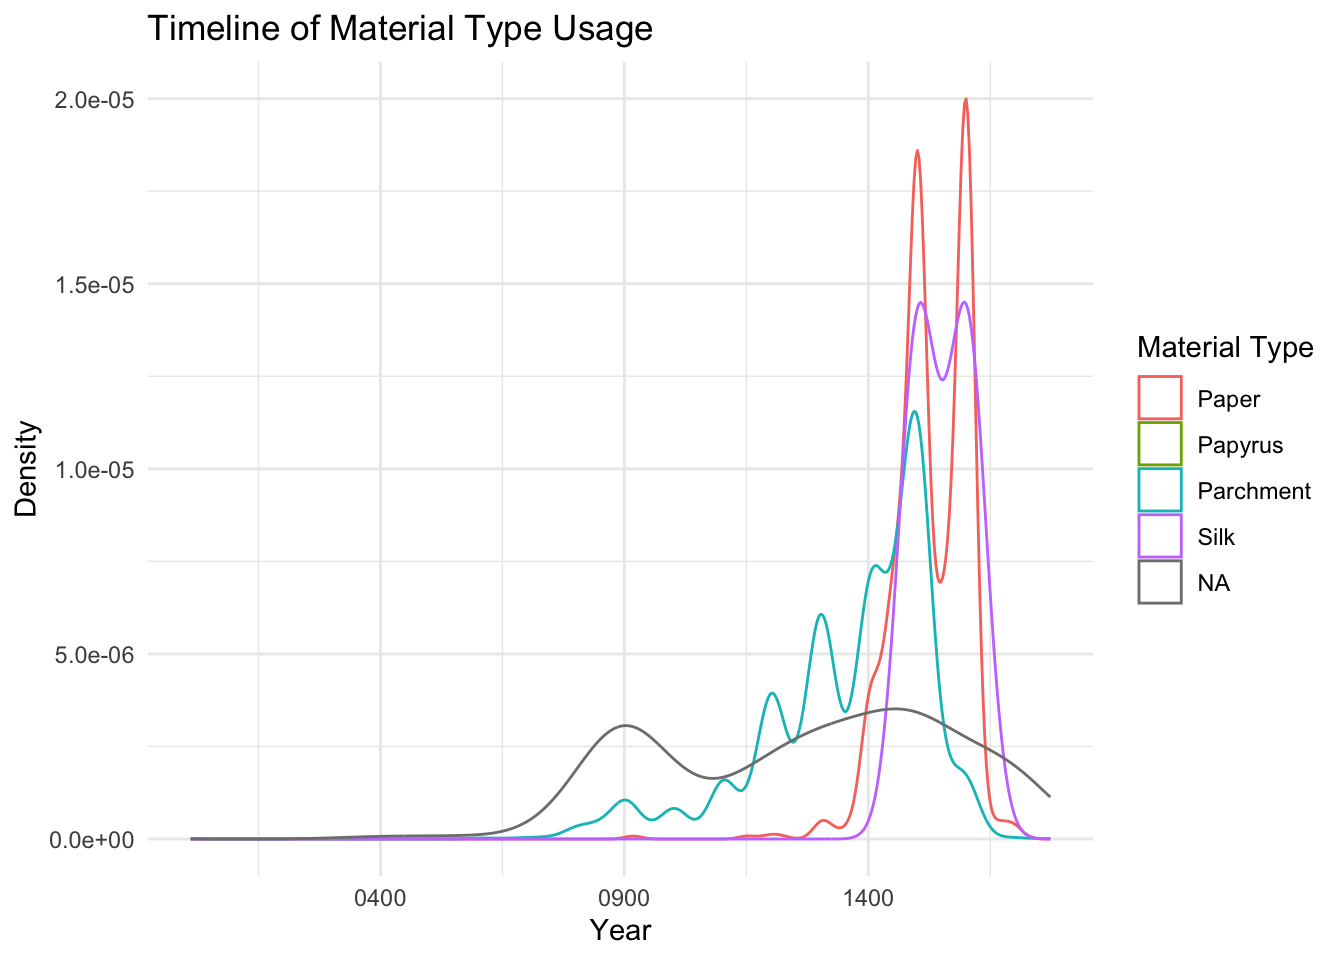 Timeline of Material Type Usage
2.0e-05
1.5e-05
1.0e-05
5.0e-06
0.0e+00
Density
0400 0900 1400
Year
Material Type
Paper
Papyrus
Parchment
Silk
NA